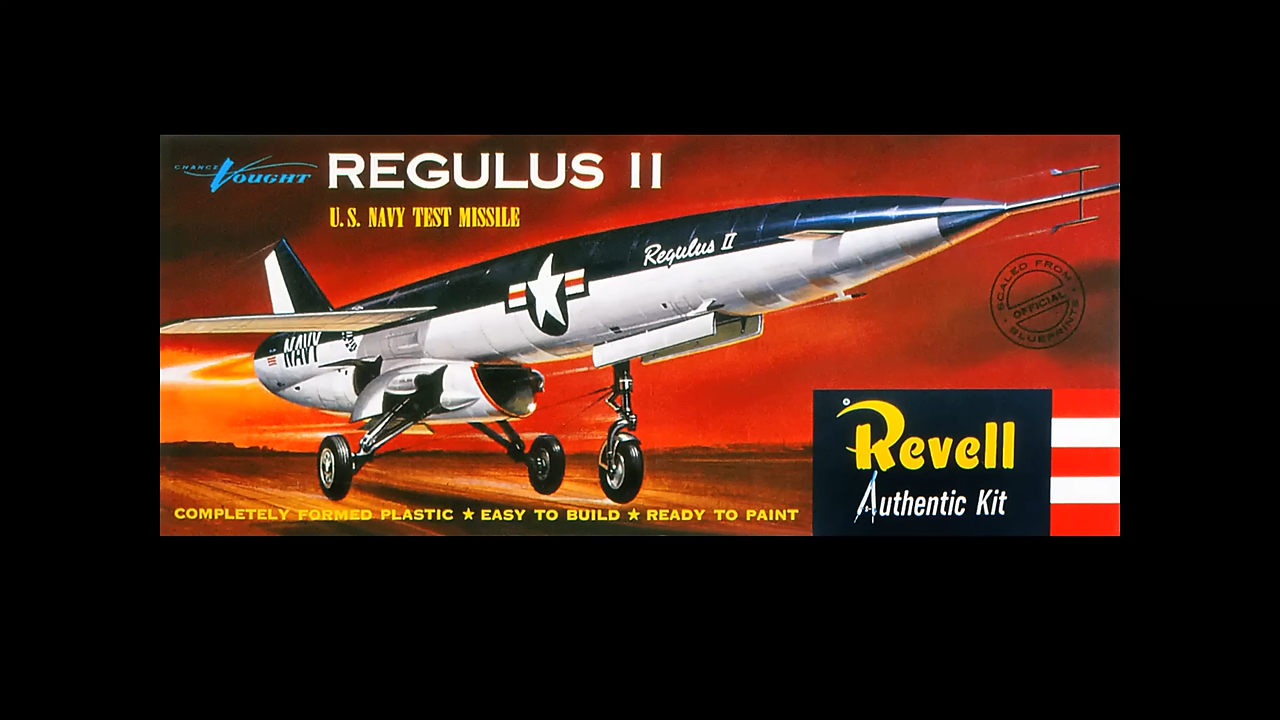 CHANCE VOUGHT
REGULUS II
U.S. NAVY TEST MISSILE
Regulus II
NAVY
SCALED FROM
OFFICIAL
BLUEPRINTS
Revell
Authentic Kit
COMPLETELY FORMED PLASTIC ★ EASY TO BUILD ★ READY TO PAINT